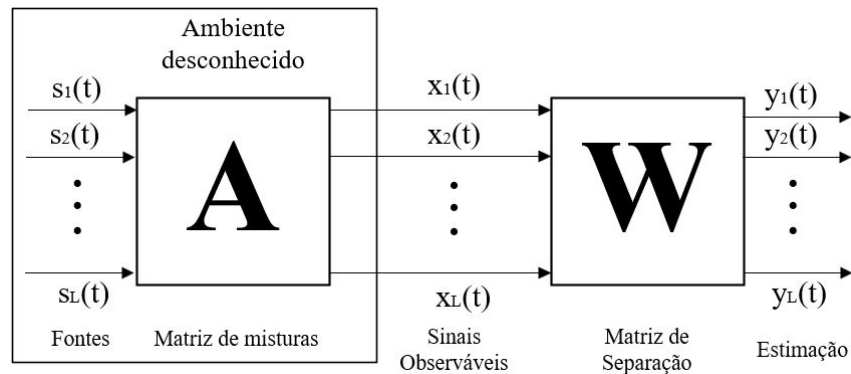 Ambiente
desconhecido
s1(t)
x1(t)
y1(t)
s2(t)
x2(t)
y2(t)
A
W
sL(t)
xL(t)
yL(t)
Fontes
Matriz de misturas
Sinais
Observáveis
Matriz de
Separação
Estimação